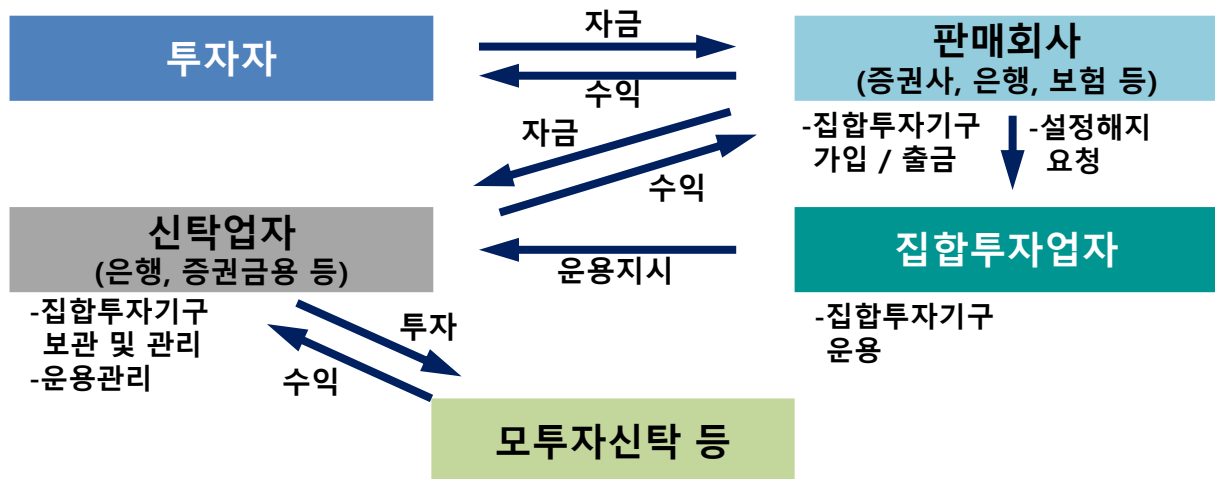 투자자
자금
수익
판매회사
(증권사, 은행, 보험 등)
자금
수익
-집합투자기구
가입 / 출금
-설정해지
요청
신탁업자
(은행, 증권금용 등)
운용지시
집합투자업자
-집합투자기구
보관 및 관리
-운용관리
투자
수익
-집합투자기구
운용
모투자신탁 등